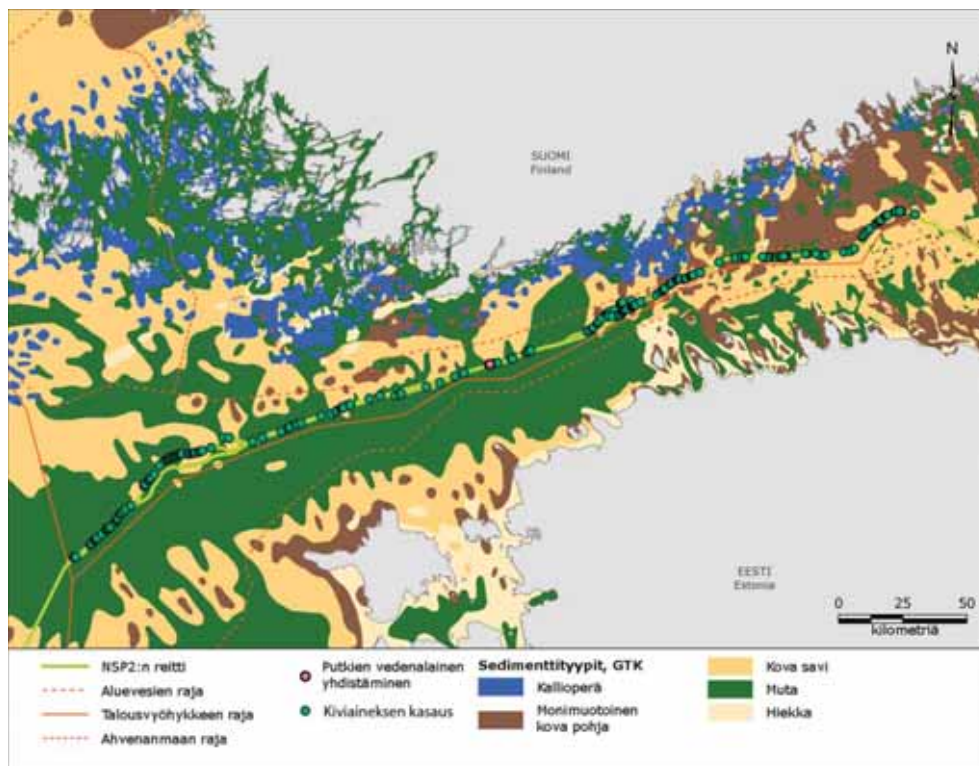 N
SUOMI
Finland
EESTI
Estonia
0 25 50
kilometriä
NSP2:n reitti
Aluevesien raja
Talousvyöhykkeen raja
Ahvenanmaan raja
Putkien vedenalainen
yhdistäminen
Kiviaineksen kasaus
Sedimenttityypit, GTK
Kallioperä
Monimuotoinen
kova pohja
Kova savi
Muta
Hiekka